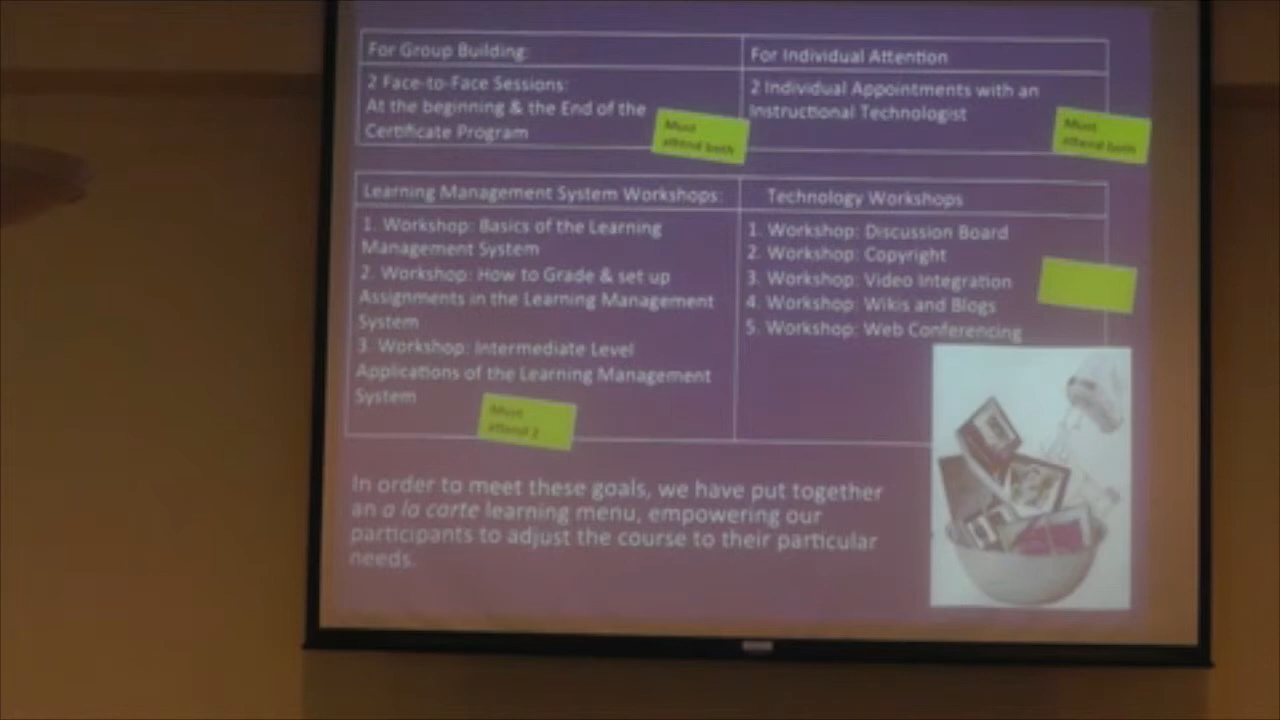 For Group Building:
For Individual Attention
2 Face-to-Face Sessions:
At the beginning & the End of the
Certificate Program
Must
attend both
2 Individual Appointments with an
Instructional Technologist
Must
attend both
Learning Management System Workshops:
1. Workshop: Basics of the Learning
Management System
2. Workshop: How to Grade & set up
Assignments in the Learning Management
System
3. Workshop: Intermediate Level
Applications of the Learning Management
System
Must
attend 2
Technology Workshops
1. Workshop: Discussion Board
2. Workshop: Copyright
3. Workshop: Video Integration
4. Workshop: Wikis and Blogs
5. Workshop: Web Conferencing
In order to meet these goals, we have put together
an a la carte learning menu, empowering our
participants to adjust the course to their particular
needs.